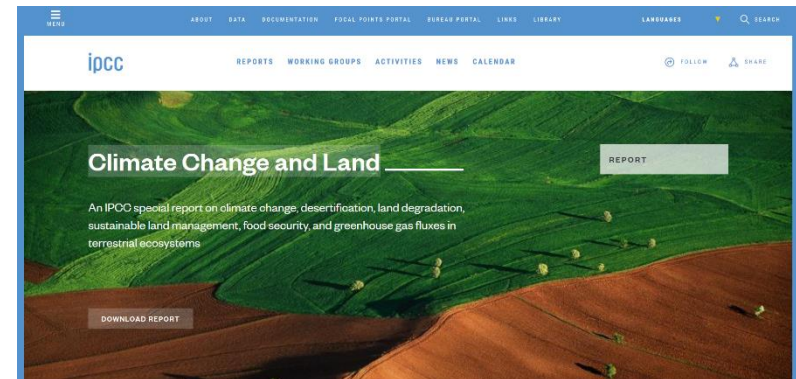 MENU ABOUT DATA DOCUMENTATION FOCAL POINTS PORTAL BUREAU PORTAL LINKS LIBRARY LANGUAGES SEARCH
ipcc REPORTS WORKING GROUPS ACTIVITIES NEWS CALENDAR FOLLOW SHARE
Climate Change and Land
REPORT
An IPCC special report on climate change, desertification, land degradation,
sustainable land management, food security, and greenhouse gas fluxes in
terrestrial ecosystems
DOWNLOAD REPORT